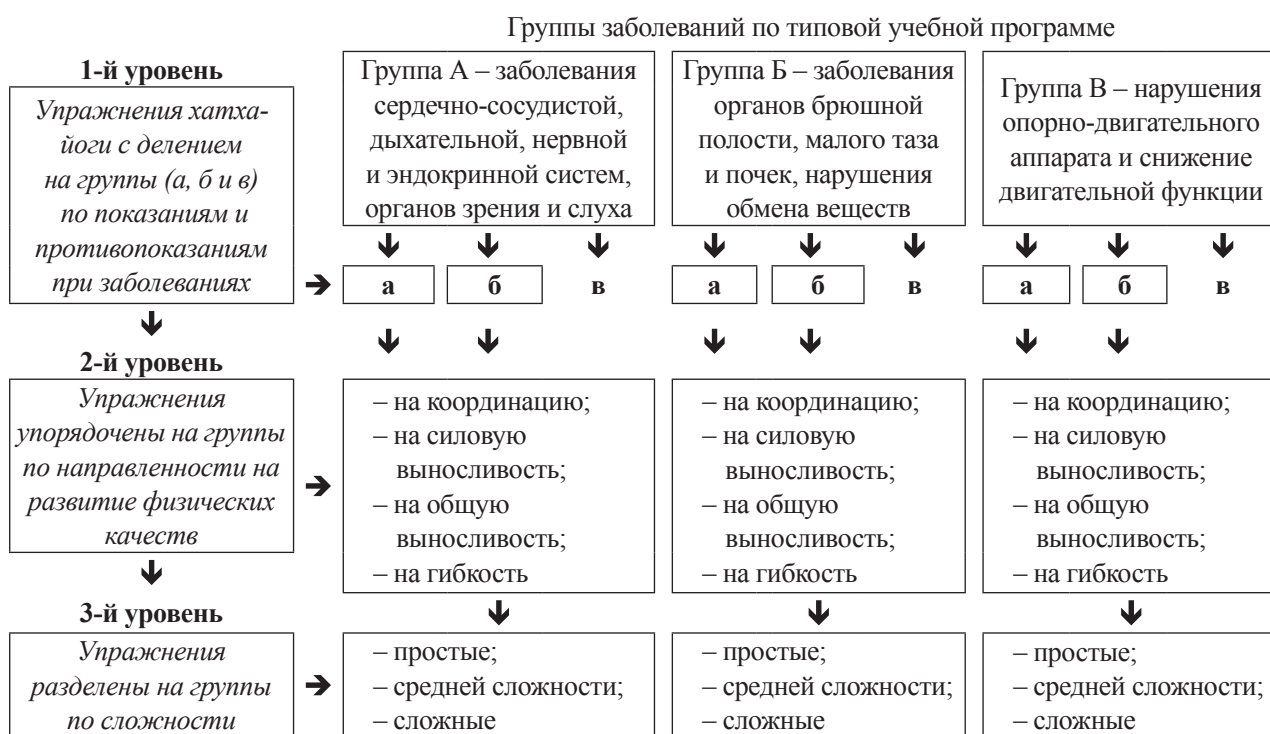 Группы заболеваний по типовой учебной программе
1-й уровень
Упражнения хатха-
йоги с делением
на группы (а, б и в)
по показаниям и
противопоказаниям
при заболеваниях
Группа А – заболевания
сердечно-сосудистой,
дыхательной, нервной
и эндокринной систем,
органов зрения и слуха
Группа Б – заболевания
органов брюшной
полости, малого таза
и почек, нарушения
обмена веществ
Группа В – нарушения
опорно-двигательного
аппарата и снижение
двигательной функции
а б в
а б в
а б в
2-й уровень
Упражнения
упорядочены на группы
по направленности на
развитие физических
качеств
– на координацию;
– на силовую
выносливость;
– на общую
выносливость;
– на гибкость
– на координацию;
– на силовую
выносливость;
– на общую
выносливость;
– на гибкость
– на координацию;
– на силовую
выносливость;
– на общую
выносливость;
– на гибкость
3-й уровень
Упражнения
разделены на группы
по сложности
– простые;
– средней сложности;
– сложные
– простые;
– средней сложности;
– сложные
– простые;
– средней сложности;
– сложные